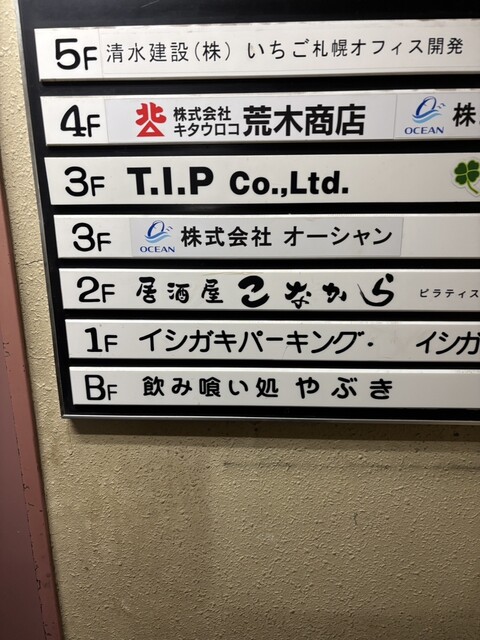 5F 清水建設(株) いちご札幌オフィス開発
4F 北 株式会社キタウロコ 荒木商店 OCEAN 株
3F T.I.P Co.,Ltd.
3F OCEAN 株式会社 オーシャン
2F 居酒屋 こなから ピラティス
1F イシガキパーキング・ イシガ
BF 飲み喰い処 やぶき